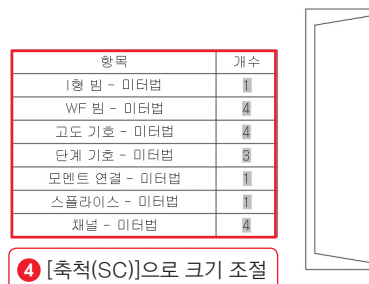 항목 개수
I형 빔 - 미터법 1
WF 빔 - 미터법 4
고도 기호 - 미터법 4
단계 기호 - 미터법 3
모멘트 연결 - 미터법 1
스플라이스 - 미터법 1
채널 - 미터법 4
4 [축척(SC)]으로 크기 조절